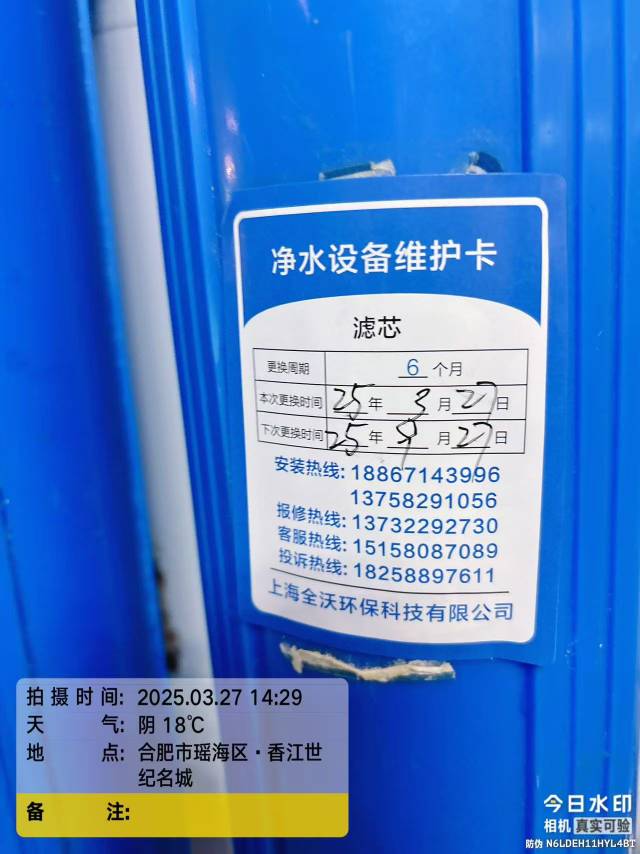 净水设备维护卡
滤芯
更换周期 6 个月
本次更换时间 25 年 3 月 27 日
下次更换时间 25 年 9 月 27 日
安装热线: 18867143996
13758291056
报修热线: 13732292730
客服热线: 15158087089
投诉热线: 18258897611
上海全沃环保科技有限公司
拍摄时间: 2025.03.27 14:29
天气: 阴 18℃
地点: 合肥市瑶海区·香江世
纪名城
备注:
今日水印
相机 真实可验
防伪 N6LDEH11HYL4BT